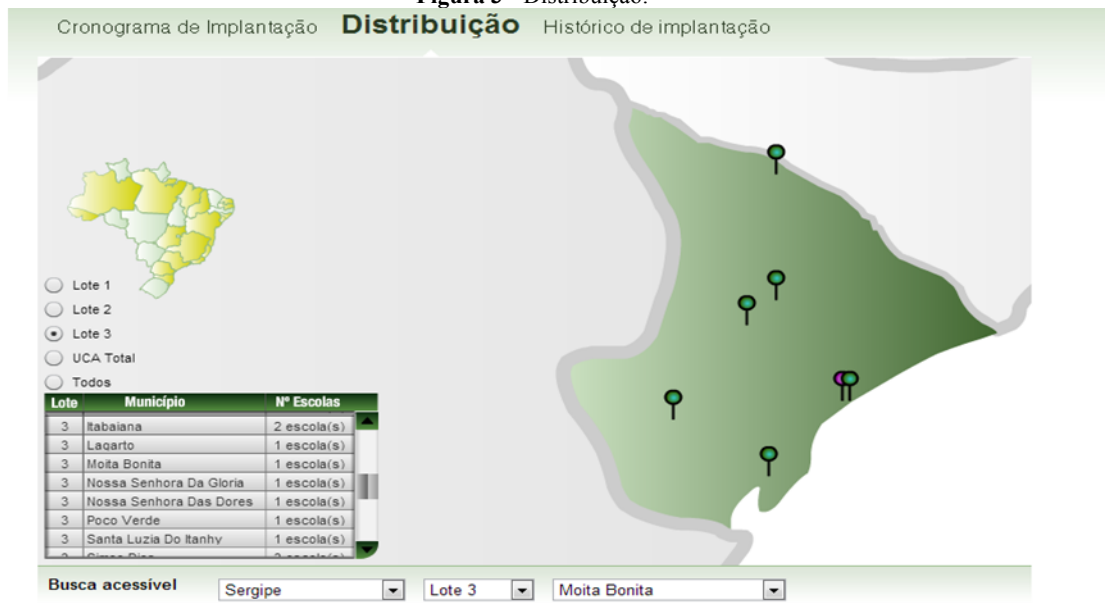 Distribuição.
Cronograma de Implantação Distribuição Histórico de implantação
Lote 1
Lote 2
Lote 3
UCA Total
Todos
Lote Município Nº Escolas
3 Itabaiana 2 escola(s)
3 Lagarto 1 escola(s)
3 Moita Bonita 1 escola(s)
3 Nossa Senhora Da Gloria 1 escola(s)
3 Nossa Senhora Das Dores 1 escola(s)
3 Poco Verde 1 escola(s)
3 Santa Luzia Do Itanhy 1 escola(s)
Busca acessível Sergipe Lote 3 Moita Bonita